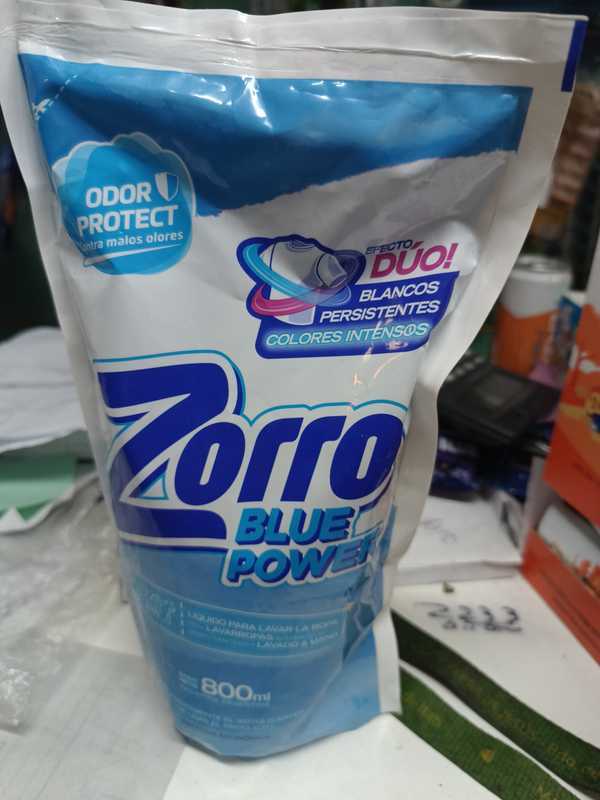 ODOR
PROTECT
contra malos olores
EFECTO
DÚO!
BLANCOS
PERSISTENTES
COLORES INTENSOS
Zorro
BLUE
POWER
LIQUIDO PARA LAVAR LA ROPA
LAVARROPAS
LAVADO A MANO
800ml